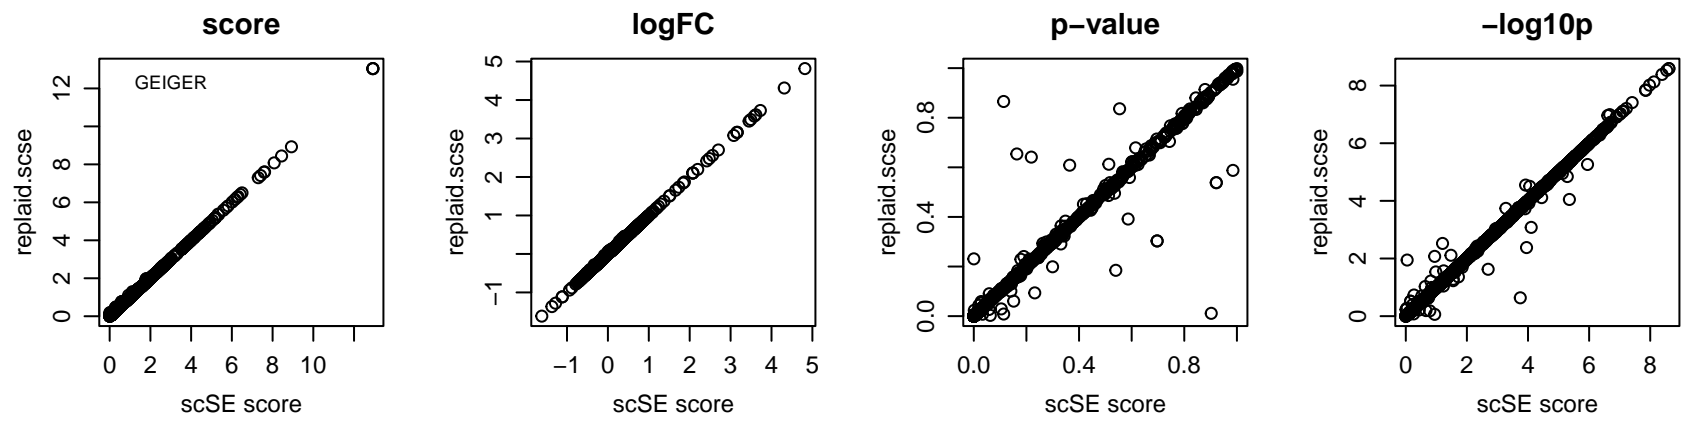 score
logFC
p−value
−log10p
GEIGER
replaid.scse
0 2 4 6 8 12
0 2 4 6 8 10
scSE score
replaid.scse
−1 1 2 3 4 5
−1 0 1 2 3 4 5
scSE score
replaid.scse
0.0 0.4 0.8
0.0 0.4 0.8
scSE score
replaid.scse
0 2 4 6 8
0 2 4 6 8
scSE score